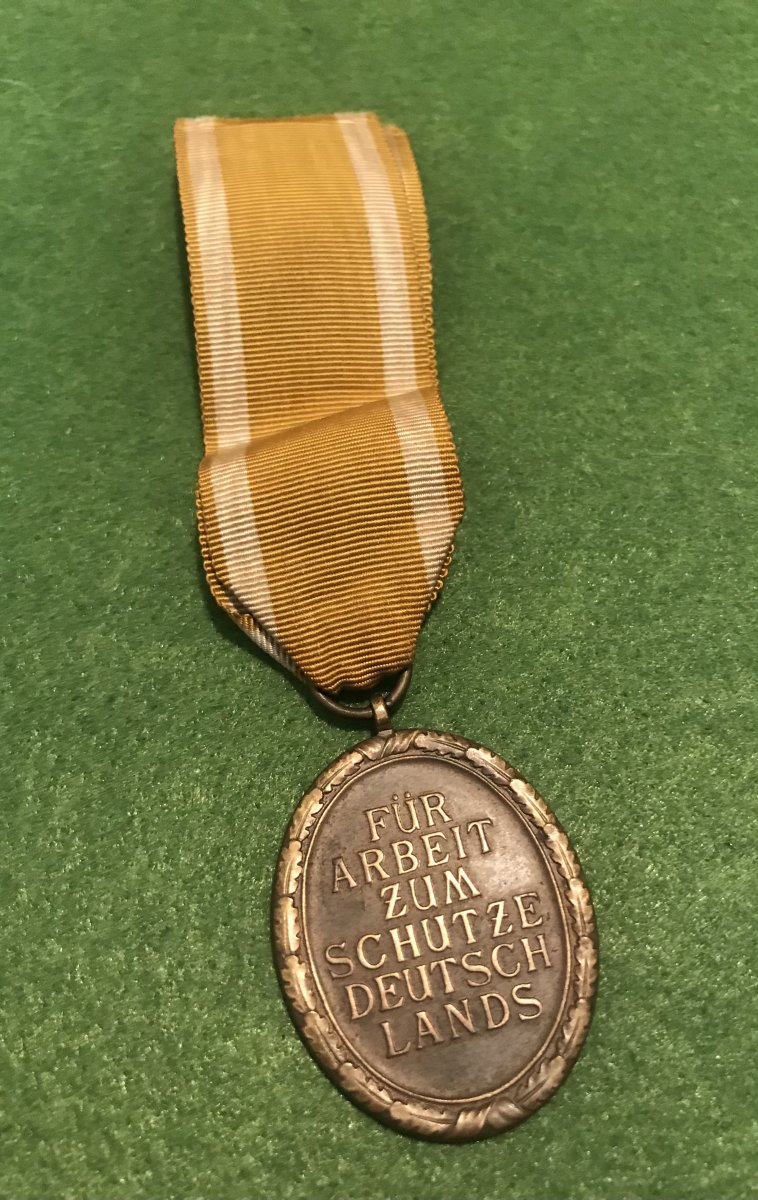 FÜR
ARBEIT
ZUM
SCHUTZE
DEUTSCH
LANDS